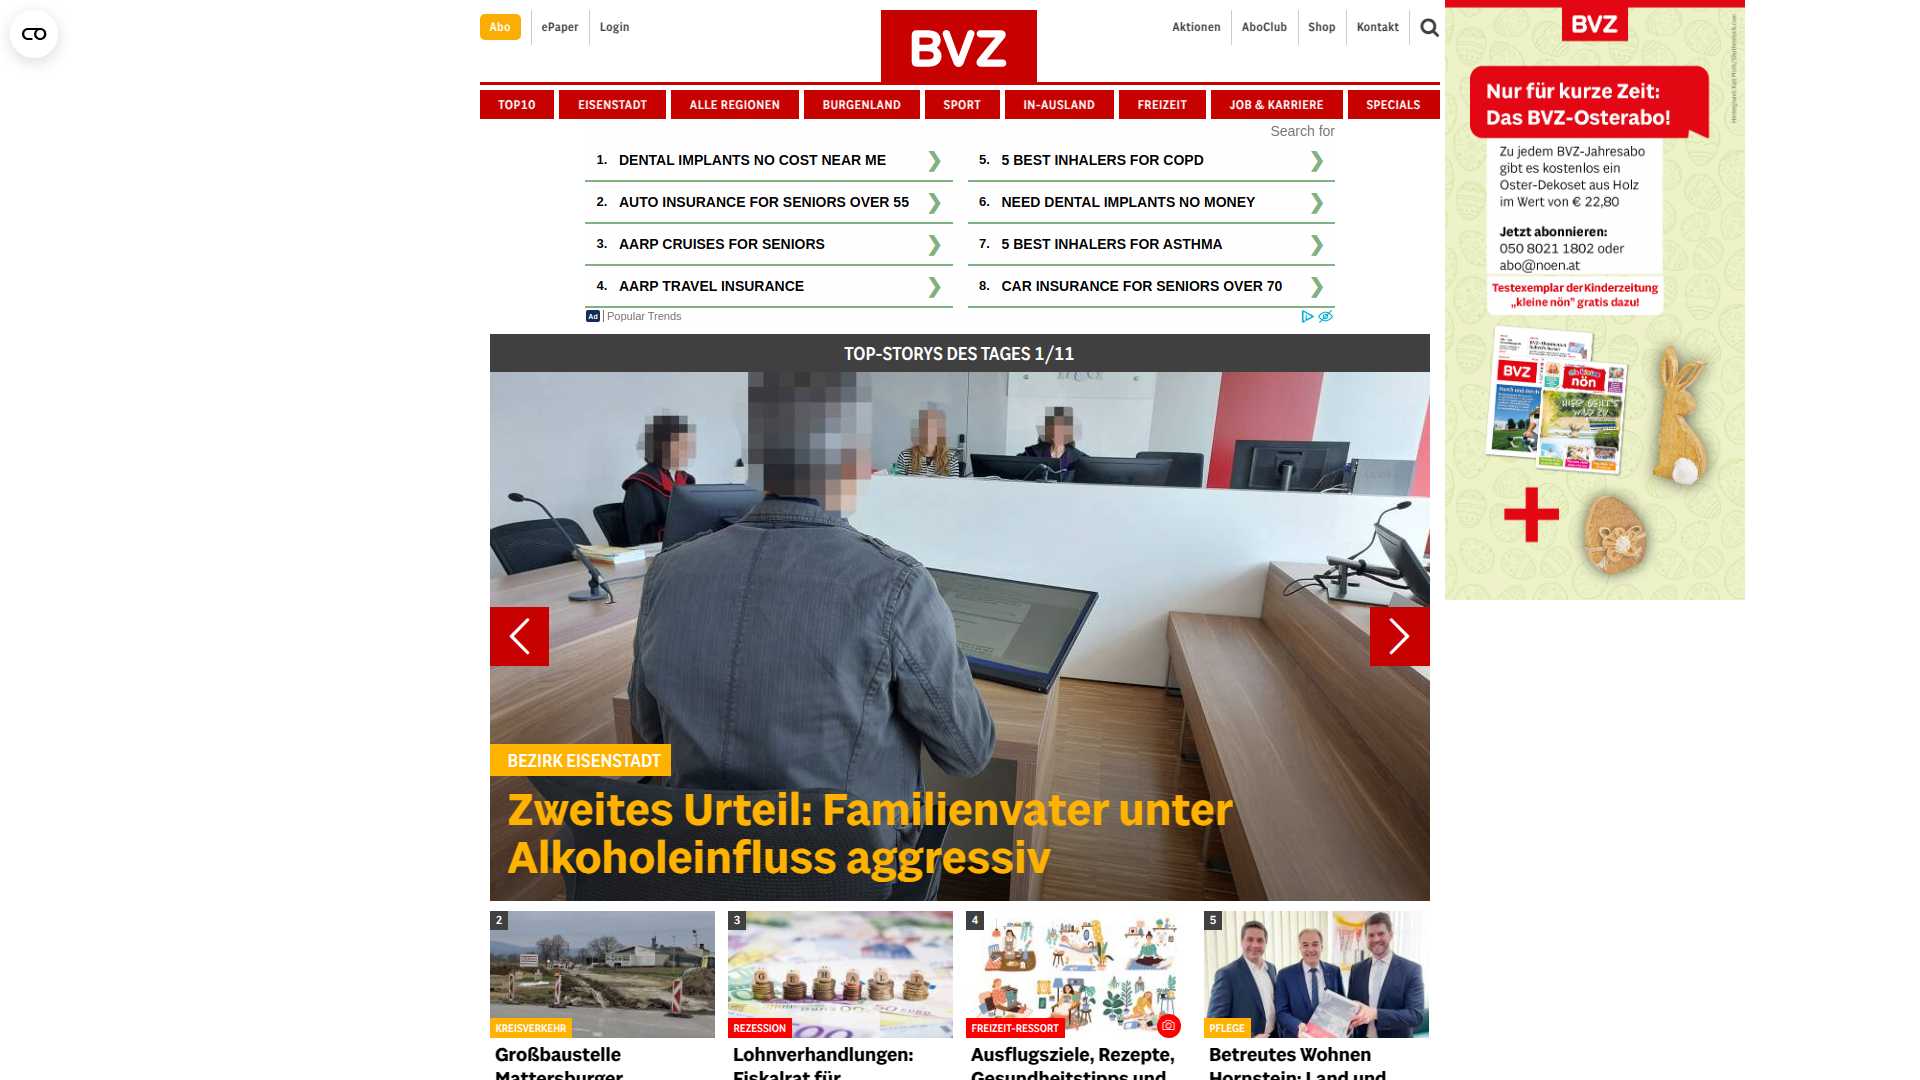 Abo
ePaper
Login
BVZ
Aktionen
AboClub
Shop
Kontakt
TOP10
EISENSTADT
ALLE REGIONEN
BURGENLAND
SPORT
IN-AUSLAND
FREIZEIT
JOB & KARRIERE
SPECIALS
Search for
1. DENTAL IMPLANTS NO COST NEAR ME
2. AUTO INSURANCE FOR SENIORS OVER 55
3. AARP CRUISES FOR SENIORS
4. AARP TRAVEL INSURANCE
5. 5 BEST INHALERS FOR COPD
6. NEED DENTAL IMPLANTS NO MONEY
7. 5 BEST INHALERS FOR ASTHMA
8. CAR INSURANCE FOR SENIORS OVER 70
Ad | Popular Trends
TOP-STORYS DES TAGES 1/11
BEZIRK EISENSTADT
Zweites Urteil: Familienvater unter
Alkoholeinfluss aggressiv
2
KREISVERKEHR
Großbaustelle
Mattersburger
3
GEHALT
REZESSION
Lohnverhandlungen:
Fiskalrat für
4
FREIZEIT-RESSORT
Ausflugsziele, Rezepte,
Gesundheitstipps und
5
PFLEGE
Betreutes Wohnen
Hornstein: Land und
BVZ
Nur für kurze Zeit:
Das BVZ-Osterabo!
Zu jedem BVZ-Jahresabo
gibt es kostenlos ein
Oster-Dekoset aus Holz
im Wert von € 22,80
Jetzt abonnieren:
050 8021 1802 oder
abo@noen.at
Testexemplar der Kinderzeitung
„kleine nön" gratis dazu!
BVZ
nön
+